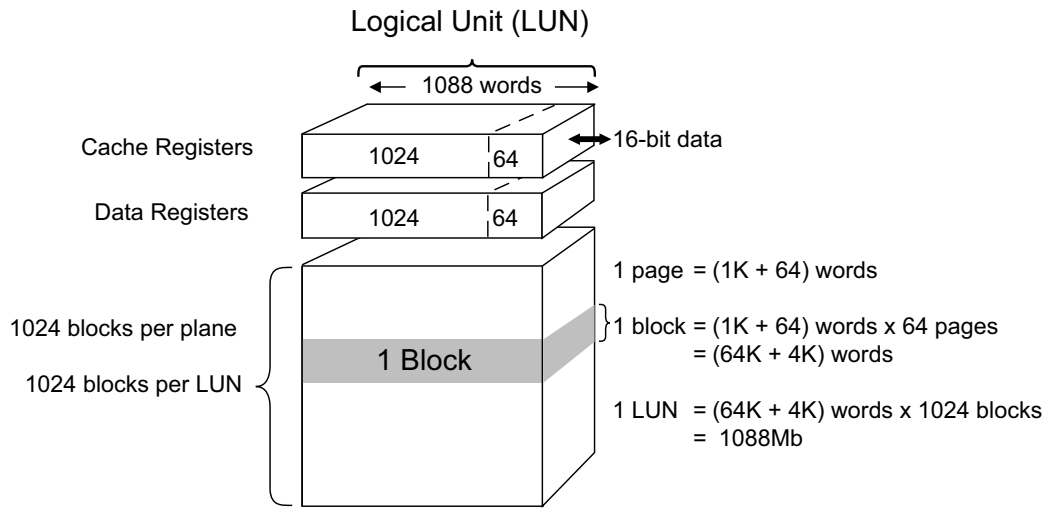 Logical Unit (LUN)
1088 words
Cache Registers
1024
64
16-bit data
Data Registers
1024
64
1 page = (1K + 64) words
1024 blocks per plane
1 block = (1K + 64) words x 64 pages
= (64K + 4K) words
1 Block
1024 blocks per LUN
1 LUN = (64K + 4K) words x 1024 blocks
= 1088Mb